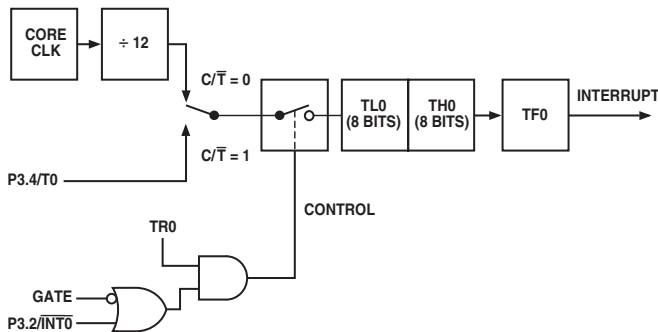 CORE
CLK
÷ 12
C/T̅ = 0
TL0
(8 BITS)
TH0
(8 BITS)
TF0
INTERRUPT
C/T̅ = 1
P3.4/T0
CONTROL
TR0
GATE
P3.2/I̅N̅T̅0̅